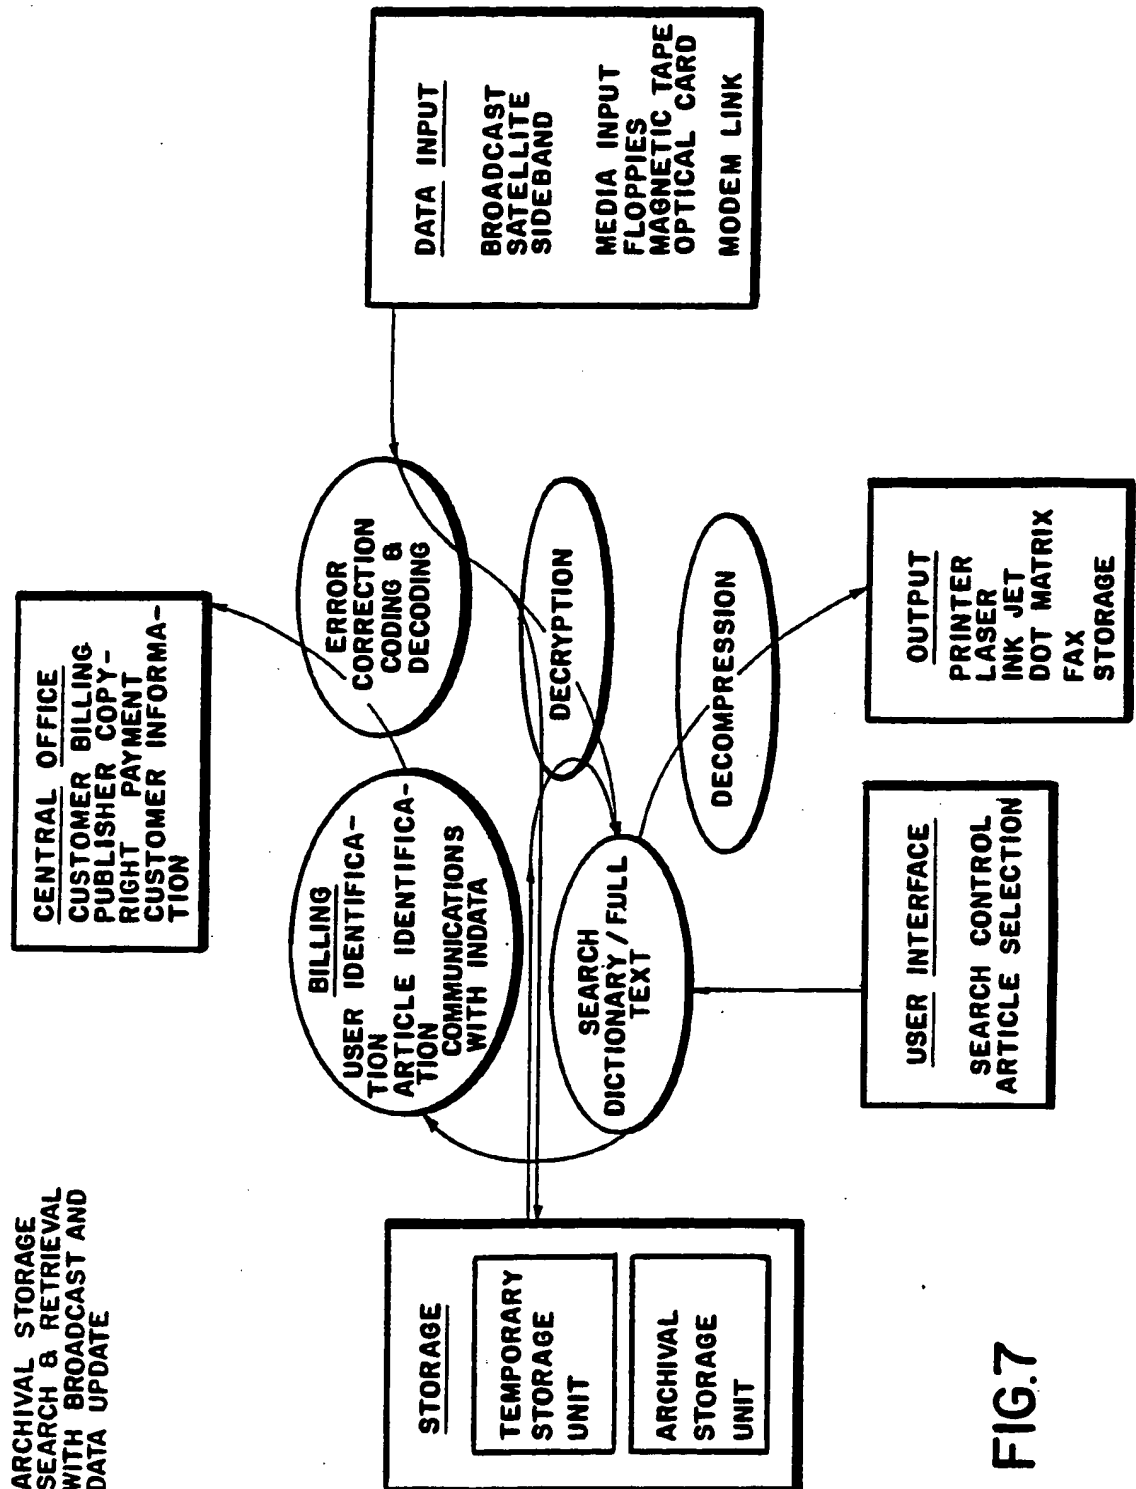 ARCHIVAL STORAGE
SEARCH & RETRIEVAL
WITH BROADCAST AND
DATA UPDATE
CENTRAL OFFICE
CUSTOMER BILLING
PUBLISHER COPY-
RIGHT PAYMENT
CUSTOMER INFORMA-
TION
BILLING
USER IDENTIFICA-
TION
ARTICLE IDENTIFICA-
TION
COMMUNICATIONS
WITH INDATA
ERROR
CORRECTION
CODING &
DECODING
DATA INPUT
BROADCAST
SATELLITE
SIDEBAND
MEDIA INPUT
FLOPPIES
MAGNETIC TAPE
OPTICAL CARD
MODEM LINK
STORAGE
TEMPORARY
STORAGE
UNIT
ARCHIVAL
STORAGE
UNIT
SEARCH
DICTIONARY/FULL
TEXT
DECRYPTION
DECOMPRESSION
USER INTERFACE
SEARCH CONTROL
ARTICLE SELECTION
OUTPUT
PRINTER
LASER
INK JET
DOT MATRIX
FAX
STORAGE
FIG.7